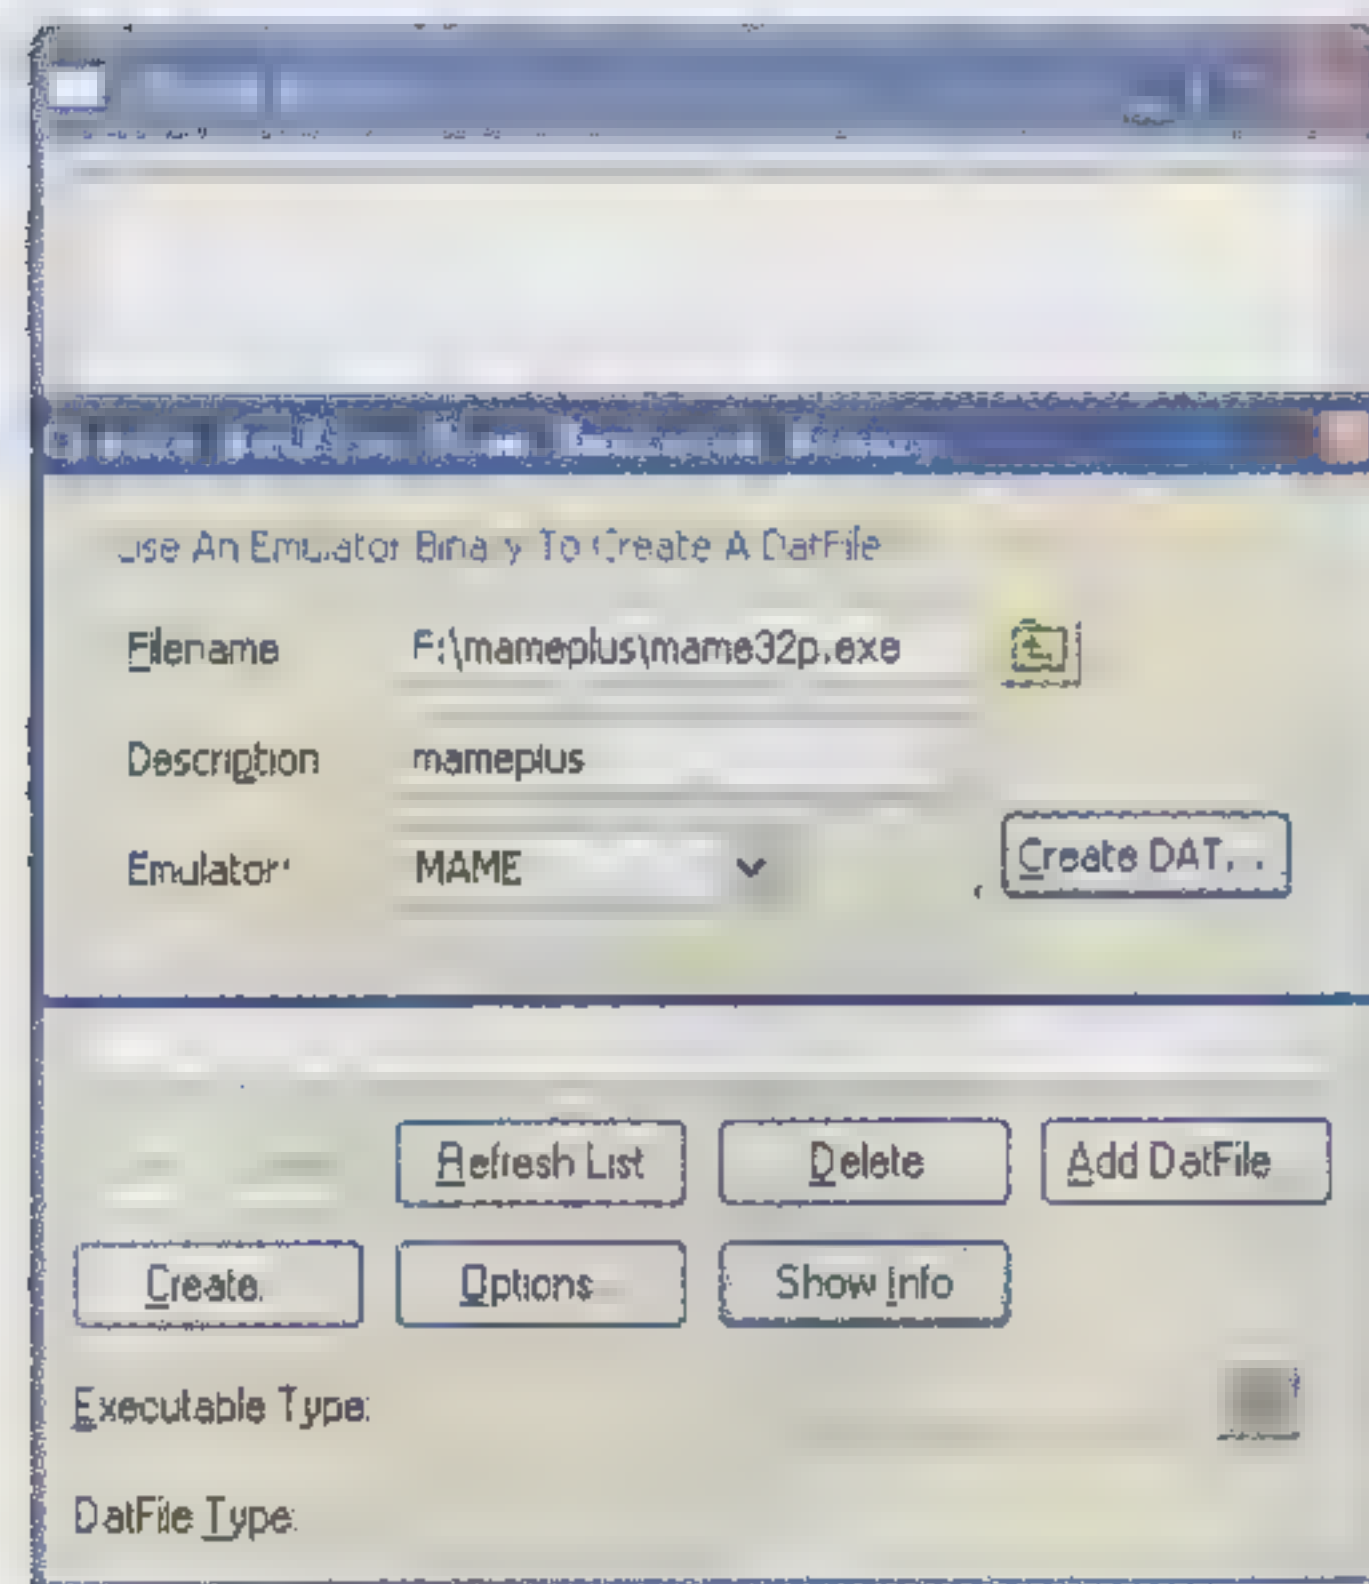 Use An Emulator Binary To Create A DatFile
Filename F:\mameplus\mame32p.exe
Description mameplus
Emulator: MAME
Create DAT...
Refresh List Delete Add DatFile
Create. Options Show Info
Executable Type:
DatFile Type: